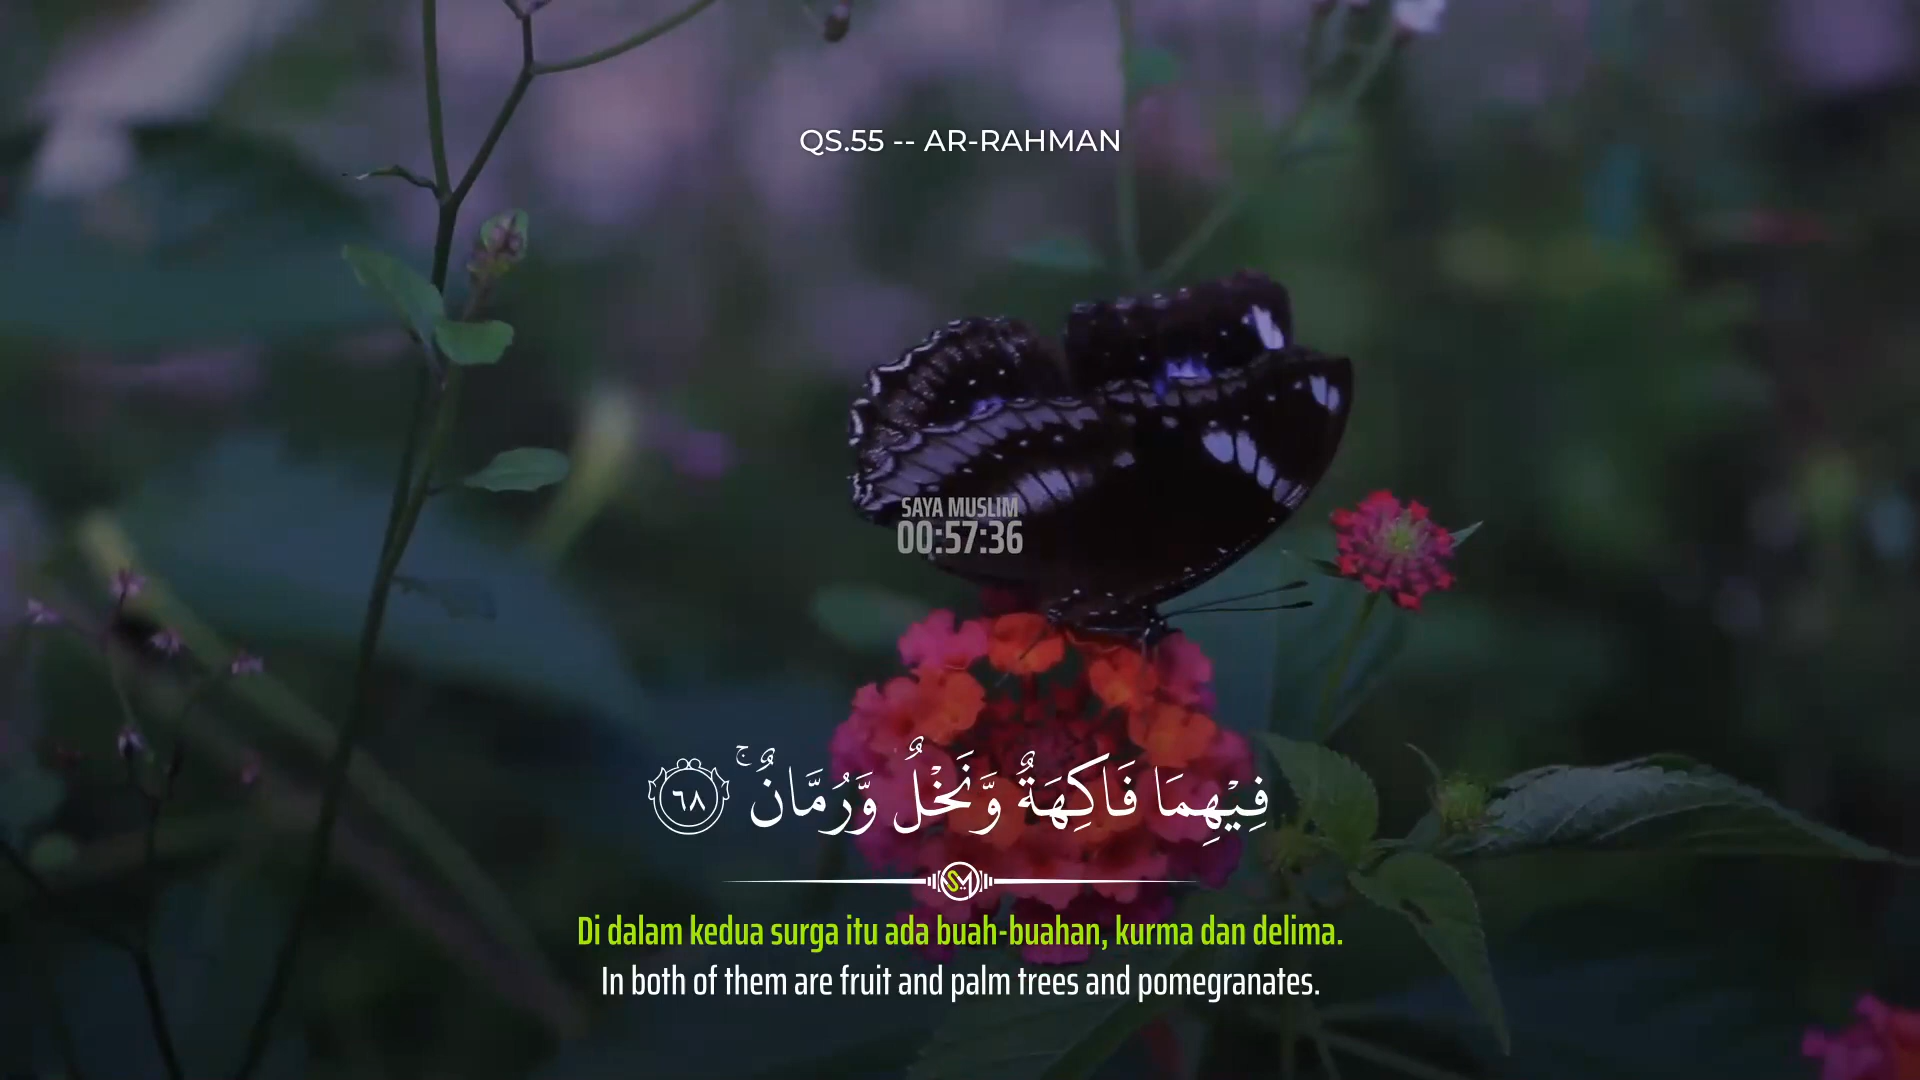 QS.55 -- AR-RAHMAN
SAYA MUSLIM
00:57:36
فِيْهِمَا فَاكِهَةٌ وَّنَخْلٌ وَّرُمَّانٌۚ ٦٨
SM
Di dalam kedua surga itu ada buah-buahan, kurma dan delima.
In both of them are fruit and palm trees and pomegranates.